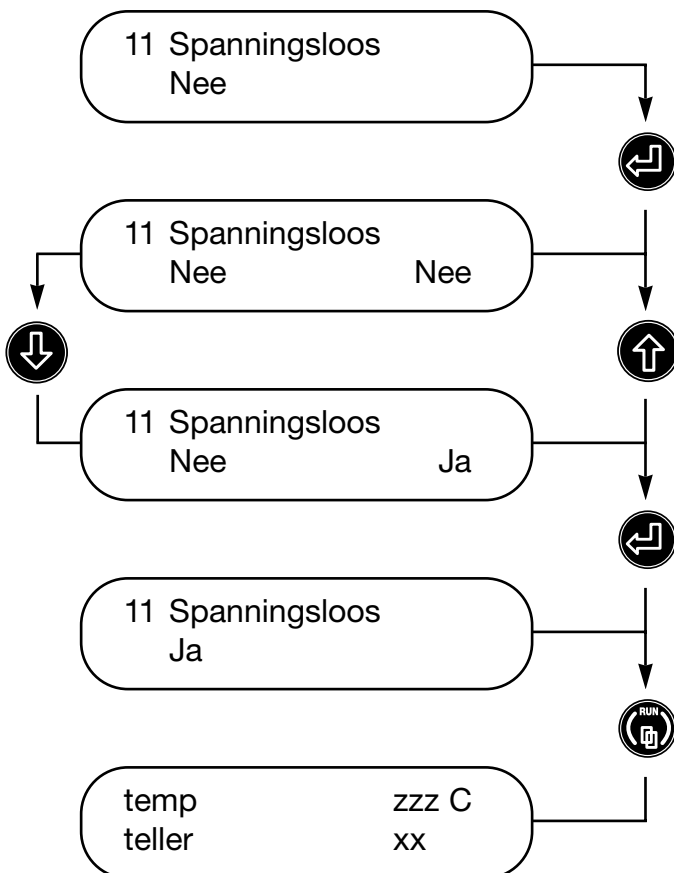 11 Spanningsloos
Nee
11 Spanningsloos
Nee Nee
11 Spanningsloos
Nee Ja
11 Spanningsloos
Ja
RUN
temp zzz C
teller xx